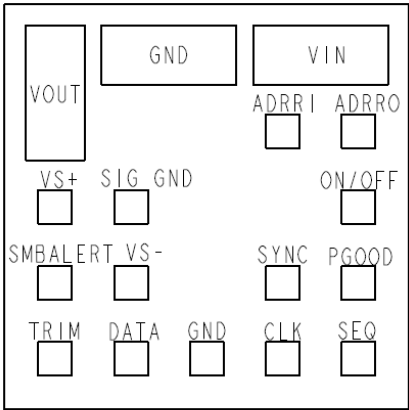 GND VIN
VOUT
ADRRI ADRRO
VS+ SIG GND ON/OFF
SMBALERT VS- SYNC PGOOD
TRIM DATA GND CLK SEQ